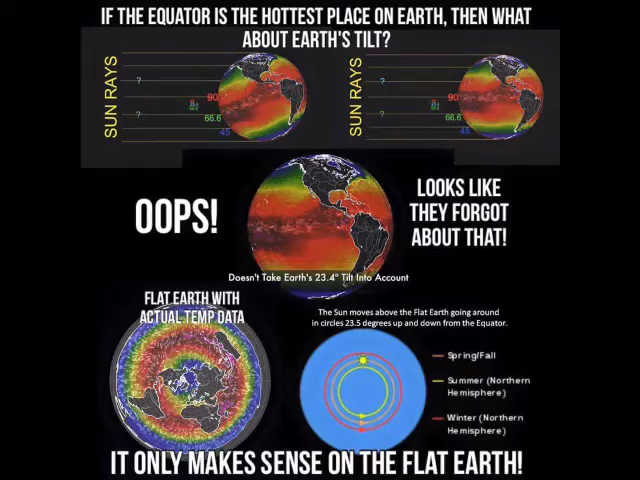 IF THE EQUATOR IS THE HOTTEST PLACE ON EARTH, THEN WHAT
ABOUT EARTH'S TILT?
SUN RAYS
?
?
90
66.6
45
SUN RAYS
?
?
90
66.6
45
OOPS!
LOOKS LIKE
THEY FORGOT
ABOUT THAT!
Doesn't Take Earth's 23.4° Tilt Into Account
FLAT EARTH WITH
ACTUAL TEMP DATA
The Sun moves above the Flat Earth going around
in circles 23.5 degrees up and down from the Equator.
Spring/Fall
Summer (Northern
Hemisphere)
Winter (Northern
Hemisphere)
IT ONLY MAKES SENSE ON THE FLAT EARTH!